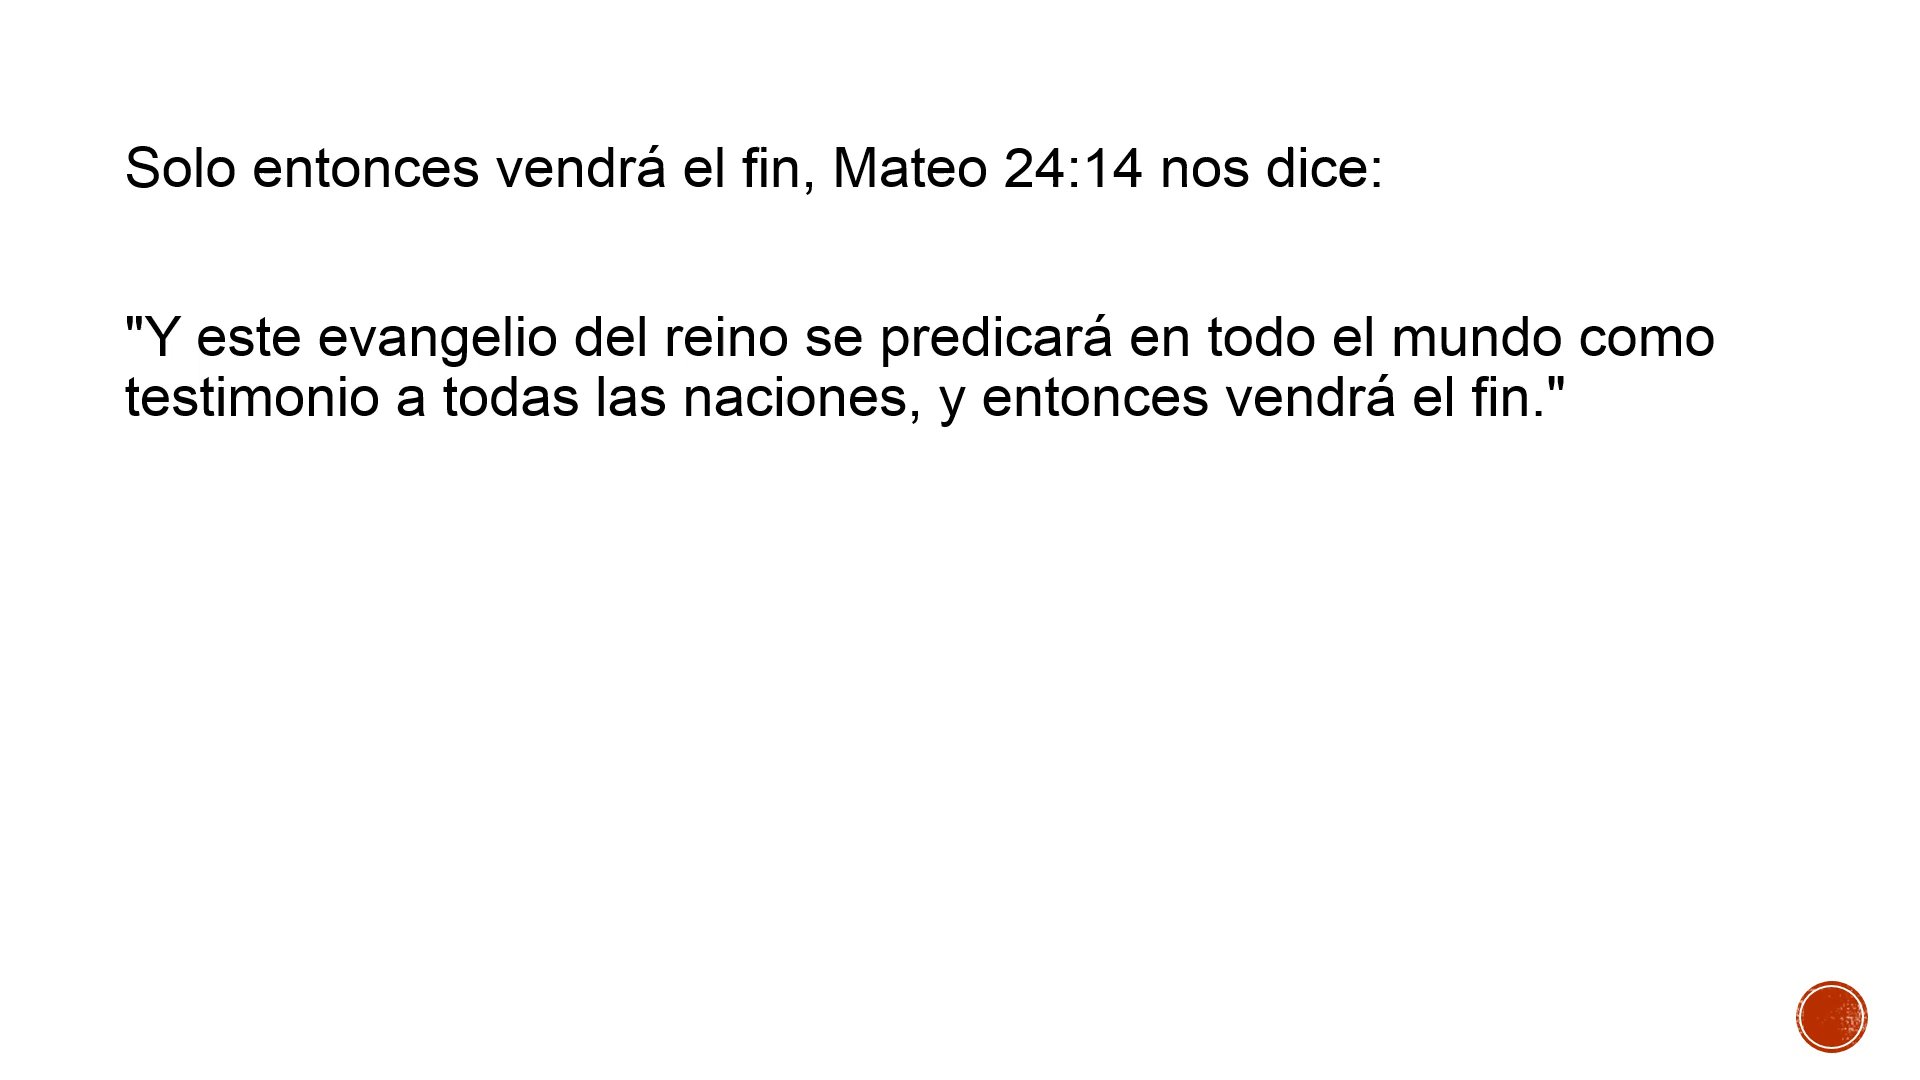 Solo entonces vendrá el fin, Mateo 24:14 nos dice:
"Y este evangelio del reino se predicará en todo el mundo como
testimonio a todas las naciones, y entonces vendrá el fin."